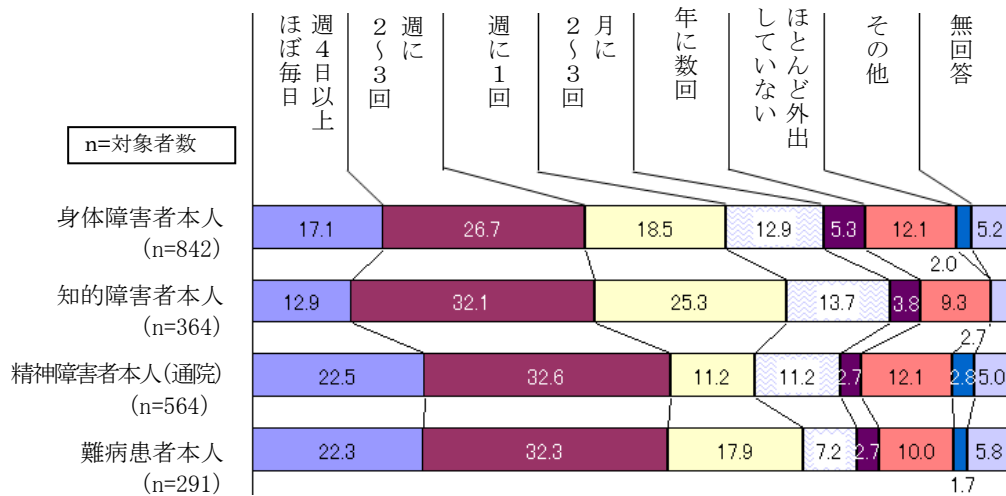 週4日以上
ほぼ毎日
週に
2～3回
週に1回
月に
2～3回
年に数回
ほとんど外出
していない
その他
無回答
n=対象者数
身体障害者本人
(n=842)
17.1 26.7 18.5 12.9 5.3 12.1 5.2
2.0
知的障害者本人
(n=364)
12.9 32.1 25.3 13.7 3.8 9.3
2.7
精神障害者本人(通院)
(n=564)
22.5 32.6 11.2 11.2 2.7 12.1 2.8 5.0
難病患者本人
(n=291)
22.3 32.3 17.9 7.2 2.7 10.0 5.8
1.7